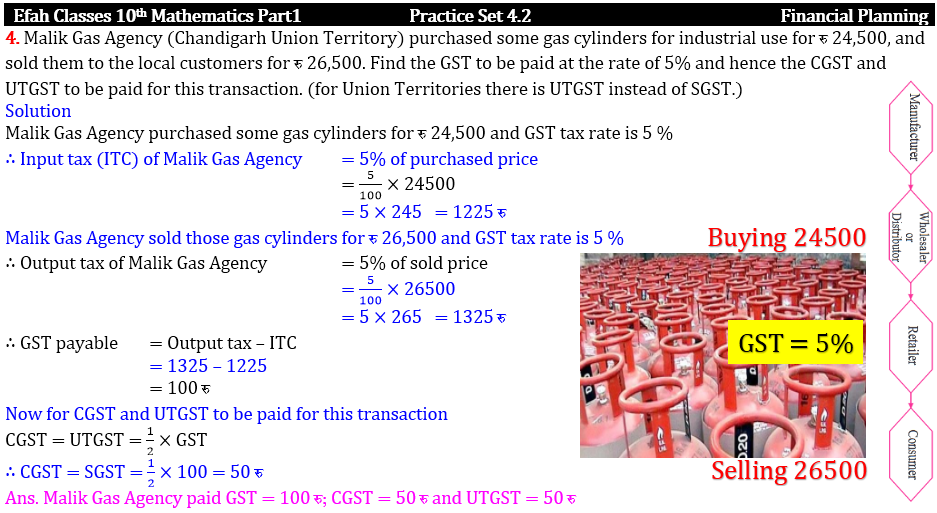 Efah Classes 10th Mathematics Part1 Practice Set 4.2 Financial Planning
4. Malik Gas Agency (Chandigarh Union Territory) purchased some gas cylinders for industrial use for रु 24,500, and
sold them to the local customers for रु 26,500. Find the GST to be paid at the rate of 5% and hence the CGST and
UTGST to be paid for this transaction. (for Union Territories there is UTGST instead of SGST.)
Solution
Malik Gas Agency purchased some gas cylinders for रु 24,500 and GST tax rate is 5 %
∴ Input tax (ITC) of Malik Gas Agency = 5% of purchased price
= 5/100 × 24500
= 5 × 245 = 1225 रु
Malik Gas Agency sold those gas cylinders for रु 26,500 and GST tax rate is 5 %
∴ Output tax of Malik Gas Agency = 5% of sold price
= 5/100 × 26500
= 5 × 265 = 1325 रु
∴ GST payable = Output tax – ITC
= 1325 – 1225
= 100 रु
Now for CGST and UTGST to be paid for this transaction
CGST = UTGST = 1/2 × GST
∴ CGST = SGST = 1/2 × 100 = 50 रु
Ans. Malik Gas Agency paid GST = 100 रु; CGST = 50 रु and UTGST = 50 रु
Buying 24500
GST = 5%
20
Selling 26500
Manufacturer
Wholesaler
or
Distributor
Retailer
Consumer